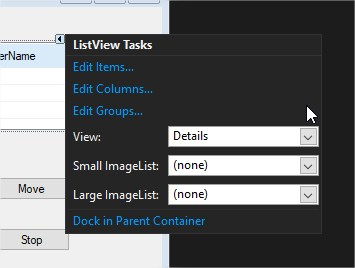 ListView Tasks
erName
Edit Items...
Edit Columns...
Edit Groups...
View: Details
Small ImageList: (none)
Large ImageList: (none)
Move
Dock in Parent Container
Stop